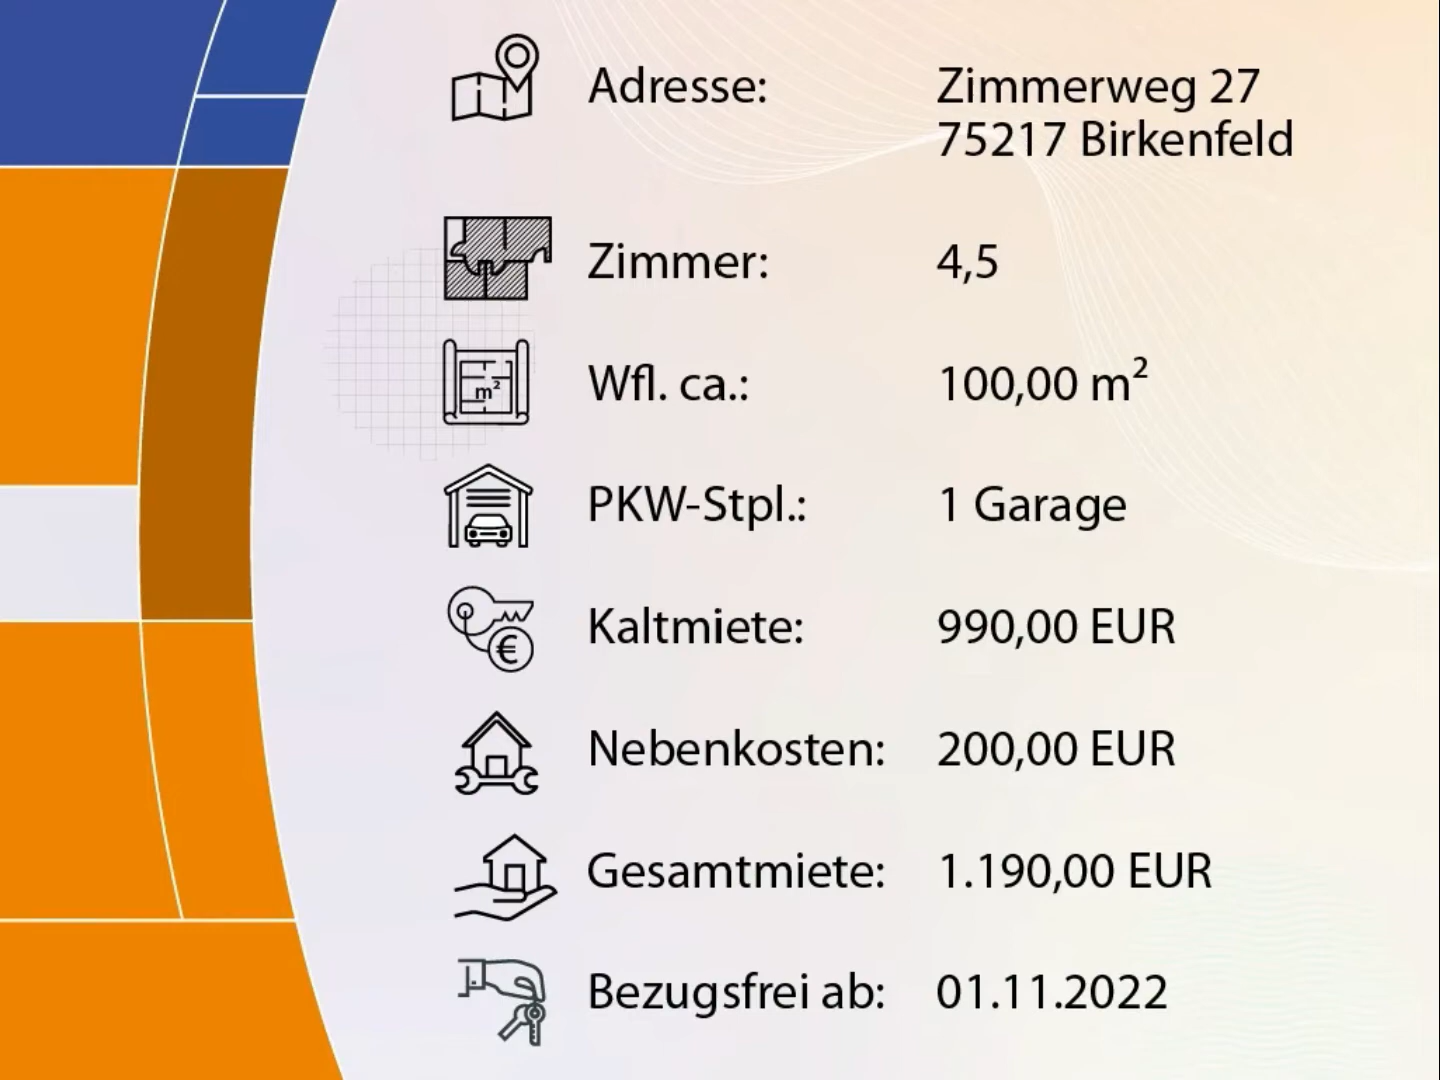 Adresse: Zimmerweg 27
75217 Birkenfeld
Zimmer: 4,5
m²
Wfl. ca.: 100,00 m²
PKW-Stpl.: 1 Garage
Kaltmiete: 990,00 EUR
€
Nebenkosten: 200,00 EUR
Gesamtmiete: 1.190,00 EUR
Bezugsfrei ab: 01.11.2022